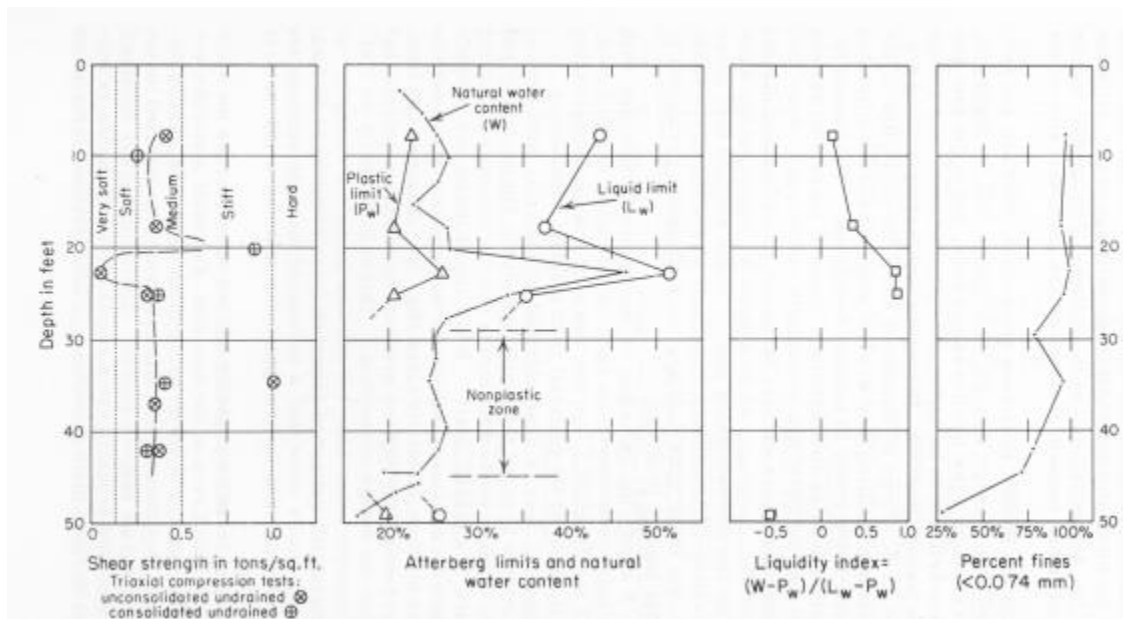 0
10
20
30
40
50
Depth in feet
Very soft
Soft
Medium
Stiff
Hard
0
0.5
1.0
Shear strength in tons/sq.ft.
Triaxial compression tests:
unconsolidated undrained ⊗
consolidated undrained ⊕
Natural water
content
(W)
Plastic
limit
(Pw)
Liquid limit
(Lw)
Nonplastic
zone
20%
30%
40%
50%
Atterberg limits and natural
water content
-0.5
0
0.5
1.0
Liquidity index=
(W-Pw)/(Lw-Pw)
0
10
20
30
40
50
25%
50%
75%
100%
Percent fines
(<0.074 mm)